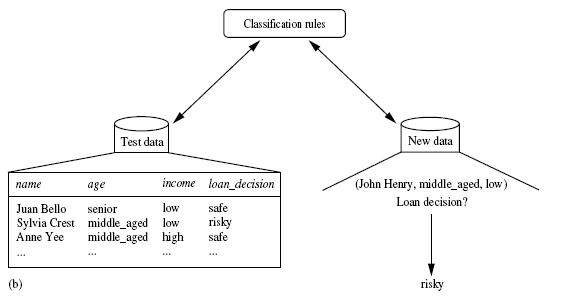 Classification rules
Test data
New data
name age income loan_decision
Juan Bello senior low safe
Sylvia Crest middle_aged low risky
Anne Yee middle_aged high safe
... ... ... ...
(John Henry, middle_aged, low)
Loan decision?
risky
(b)